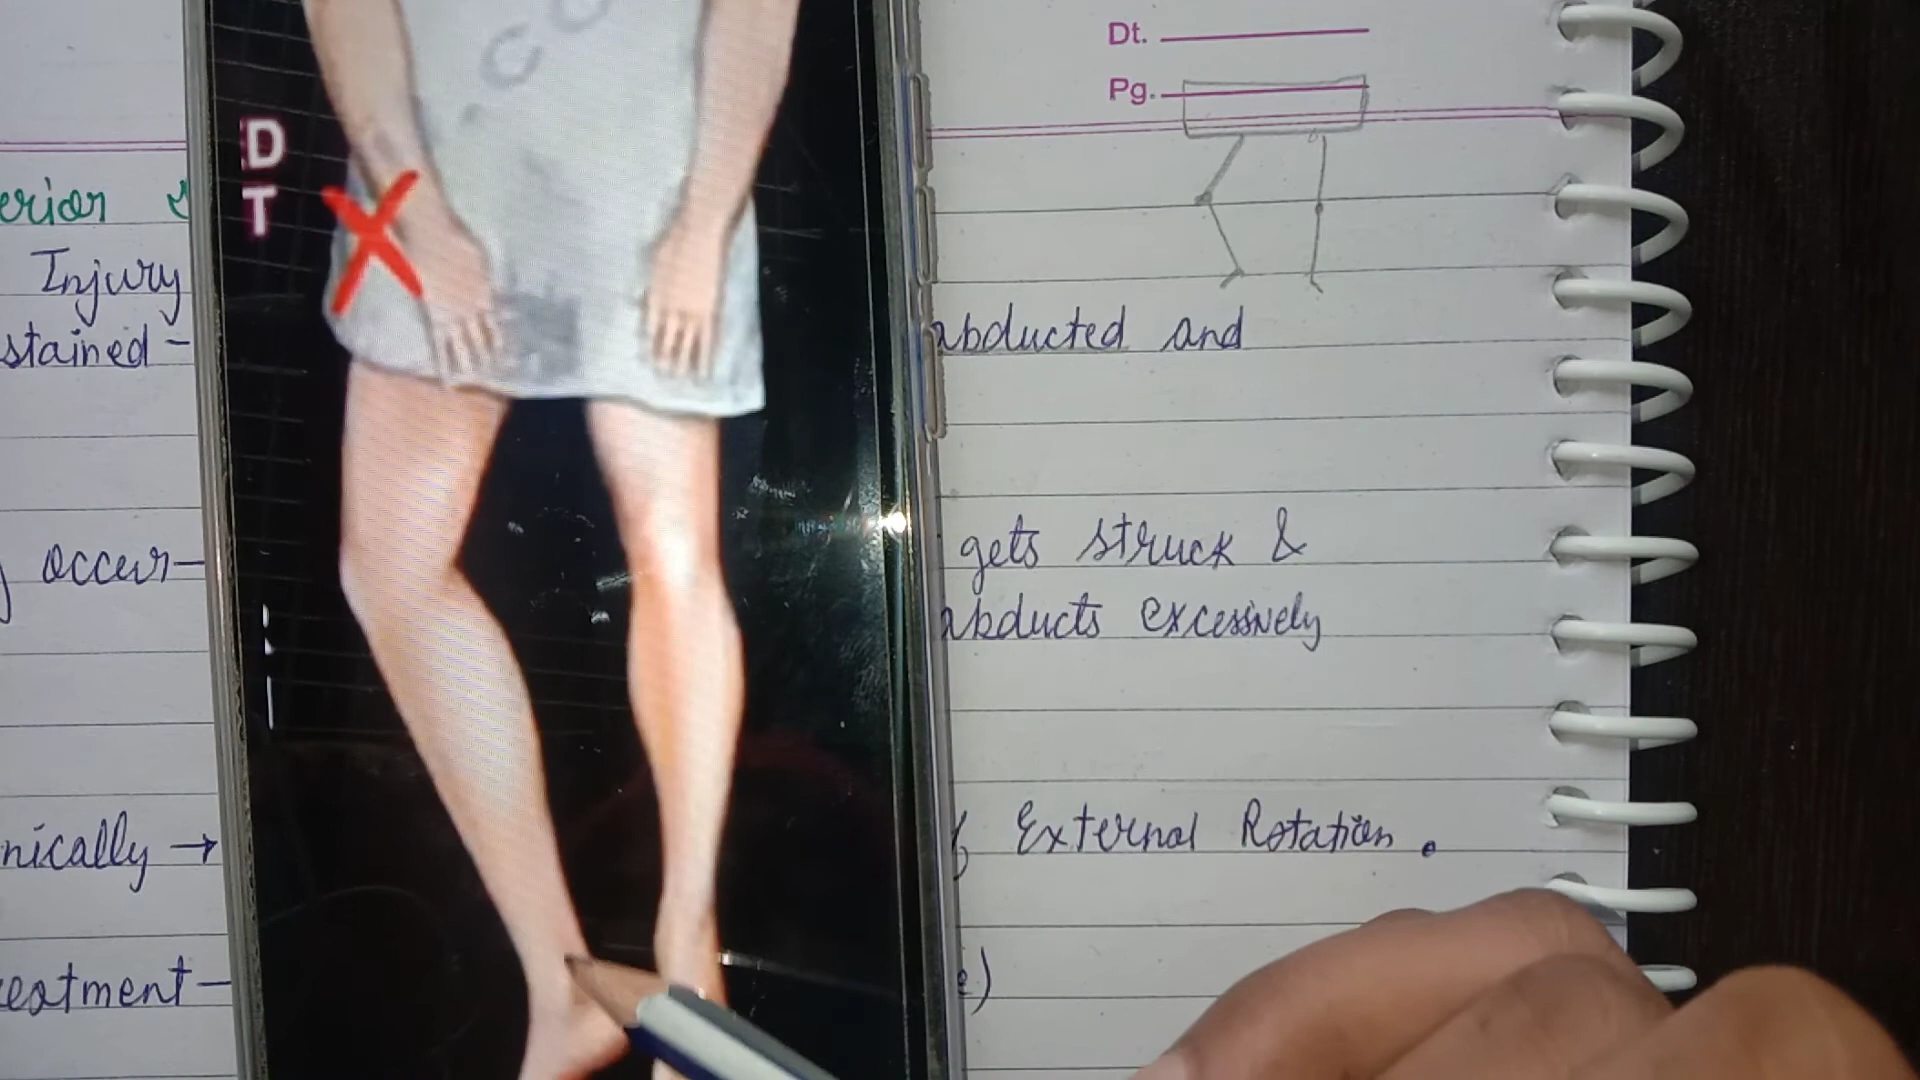 Dt.
Pg.
D
T
erior
Injury
stained - abducted and
occur- gets struck &
abducts excessively
nically → External Rotation.
eatment- e)